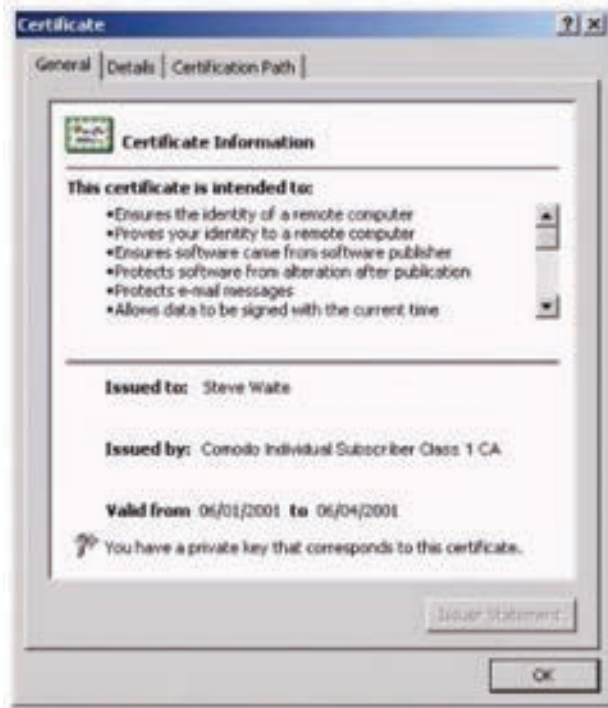 Certificate
General Details Certification Path
Certificate Information
This certificate is intended to:
•Ensures the identity of a remote computer
•Proves your identity to a remote computer
•Ensures software came from software publisher
•Protects software from alteration after publication
•Protects e-mail messages
•Allows data to be signed with the current time
Issued to: Steve Waite
Issued by: Comodo Individual Subscriber Class 1 CA
Valid from 06/01/2001 to 06/04/2001
You have a private key that corresponds to this certificate.
Issuer Statement
OK